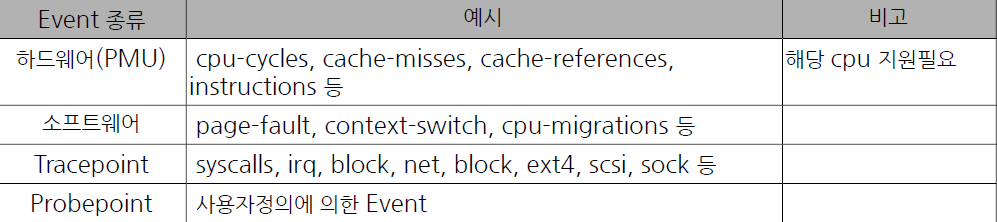 Event 종류 예시 비고
하드웨어(PMU) cpu-cycles, cache-misses, cache-references, 해당 cpu 지원필요
instructions 등
소프트웨어 page-fault, context-switch, cpu-migrations 등
Tracepoint syscalls, irq, block, net, block, ext4, scsi, sock 등
Probepoint 사용자정의에 의한 Event